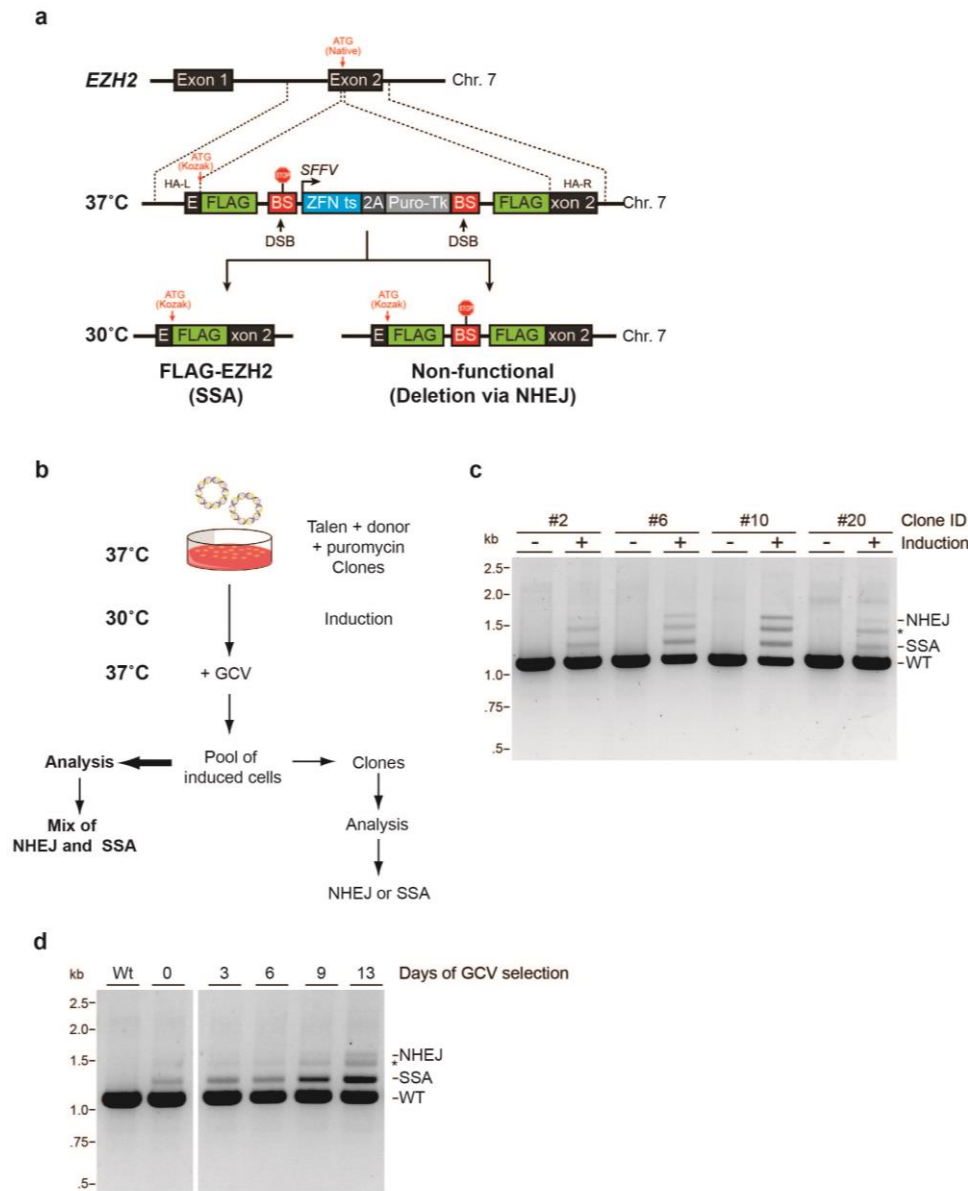 a
ATG
(Native)
EZH2
Exon 1
Exon 2
Chr. 7
ATG
(Kozak)
HA-L
STOP
SFFV
HA-R
37˚C
E
FLAG
BS
ZFN ts
2A
Puro-Tk
BS
FLAG
xon 2
Chr. 7
DSB
DSB
ATG
(Kozak)
ATG
(Kozak)
STOP
30˚C
E
FLAG
xon 2
E
FLAG
BS
FLAG
xon 2
Chr. 7
FLAG-EZH2
(SSA)
Non-functional
(Deletion via NHEJ)
b
37˚C
Talen + donor
+ puromycin
Clones
30˚C
Induction
37˚C
+ GCV
Analysis
Pool of
induced cells
Clones
Mix of
NHEJ and SSA
Analysis
NHEJ or SSA
c
#2
#6
#10
#20
Clone ID
kb
- + - + - + - +
Induction
2.5-
2.0-
1.5-
1.0-
.75-
.5-
-NHEJ
*
-SSA
-WT
d
kb
Wt
0
3
6
9
13
Days of GCV selection
2.5-
2.0-
1.5-
1.0-
.75-
.5-
-NHEJ
*
-SSA
-WT